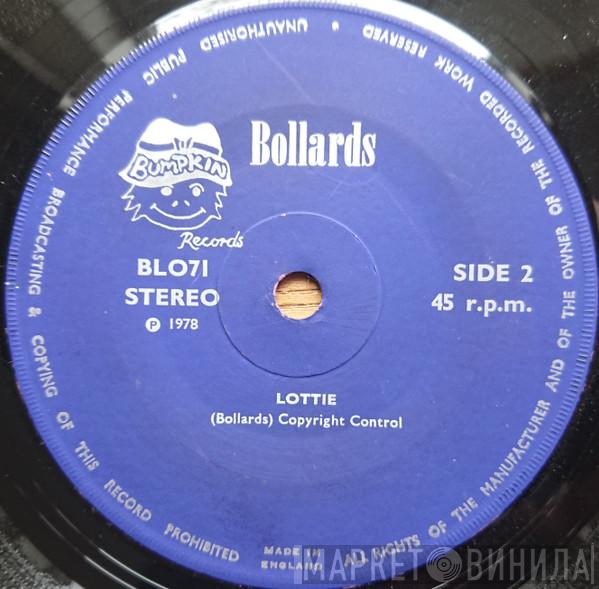 BUMPKIN
Records
Bollards
BLO71
STEREO
℗ 1978
SIDE 2
45 r.p.m.
LOTTIE
(Bollards) Copyright Control
MADE IN
ENGLAND
ALL RIGHTS OF THE MANUFACTURER AND OF THE OWNER OF THE RECORDED WORK RESERVED • UNAUTHORISED PUBLIC PERFORMANCE BROADCASTING & COPYING OF THIS RECORD PROHIBITED
МАРКЕТ ВИНИЛА